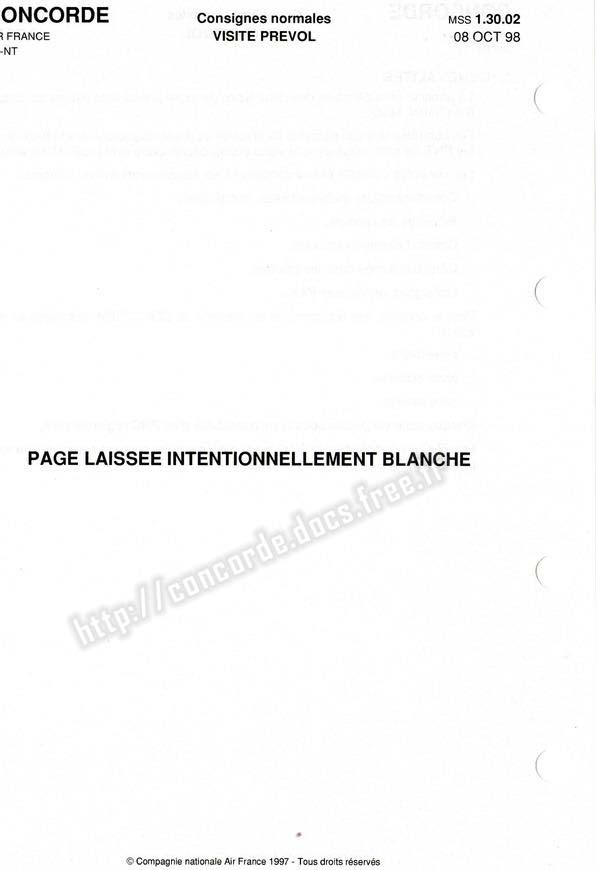 ONCORDE
R FRANCE
-NT
Consignes normales
VISITE PREVOL
MSS 1.30.02
08 OCT 98
PAGE LAISSEE INTENTIONNELLEMENT BLANCHE
http://concorde.docs.free.fr
© Compagnie nationale Air France 1997 - Tous droits réservés